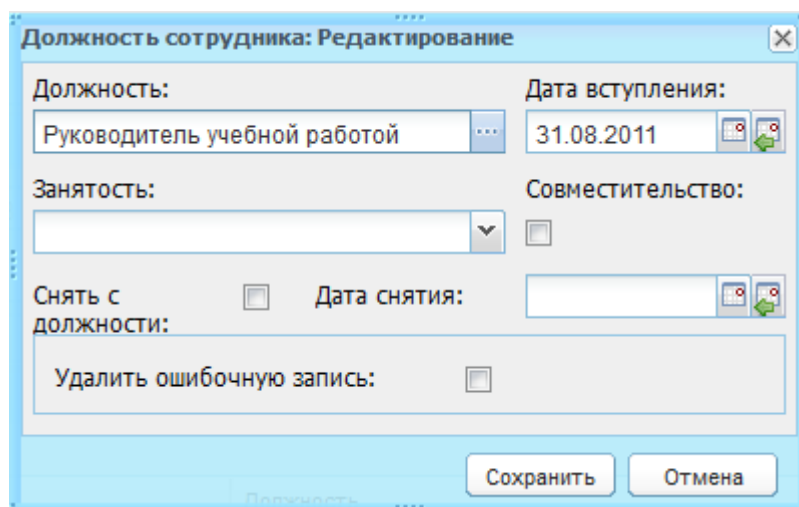 Должность сотрудника: Редактирование
Должность: Дата вступления:
Руководитель учебной работой 31.08.2011
Занятость: Совместительство:
Снять с Дата снятия:
должности:
Удалить ошибочную запись:
Сохранить Отмена
Должность